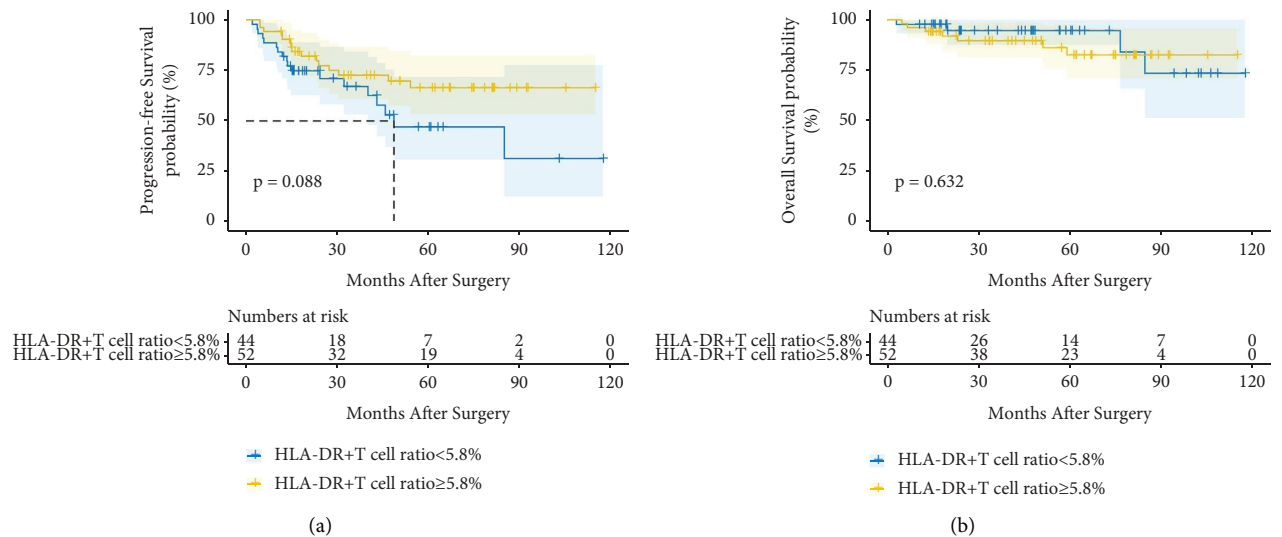 100
75
50
25
0
Progression-free Survival
probability (%)
p = 0.088
0 30 60 90 120
Months After Surgery
Numbers at risk
HLA-DR+T cell ratio<5.8% 44 18 7 2 0
HLA-DR+T cell ratio≥5.8% 52 32 19 4 0
0 30 60 90 120
Months After Surgery
HLA-DR+T cell ratio<5.8%
HLA-DR+T cell ratio≥5.8%
(a)
100
75
50
25
0
Overall Survival probability
(%)
p = 0.632
0 30 60 90 120
Months After Surgery
Numbers at risk
HLA-DR+T cell ratio<5.8% 44 26 14 7 0
HLA-DR+T cell ratio≥5.8% 52 38 23 4 0
0 30 60 90 120
Months After Surgery
HLA-DR+T cell ratio<5.8%
HLA-DR+T cell ratio≥5.8%
(b)